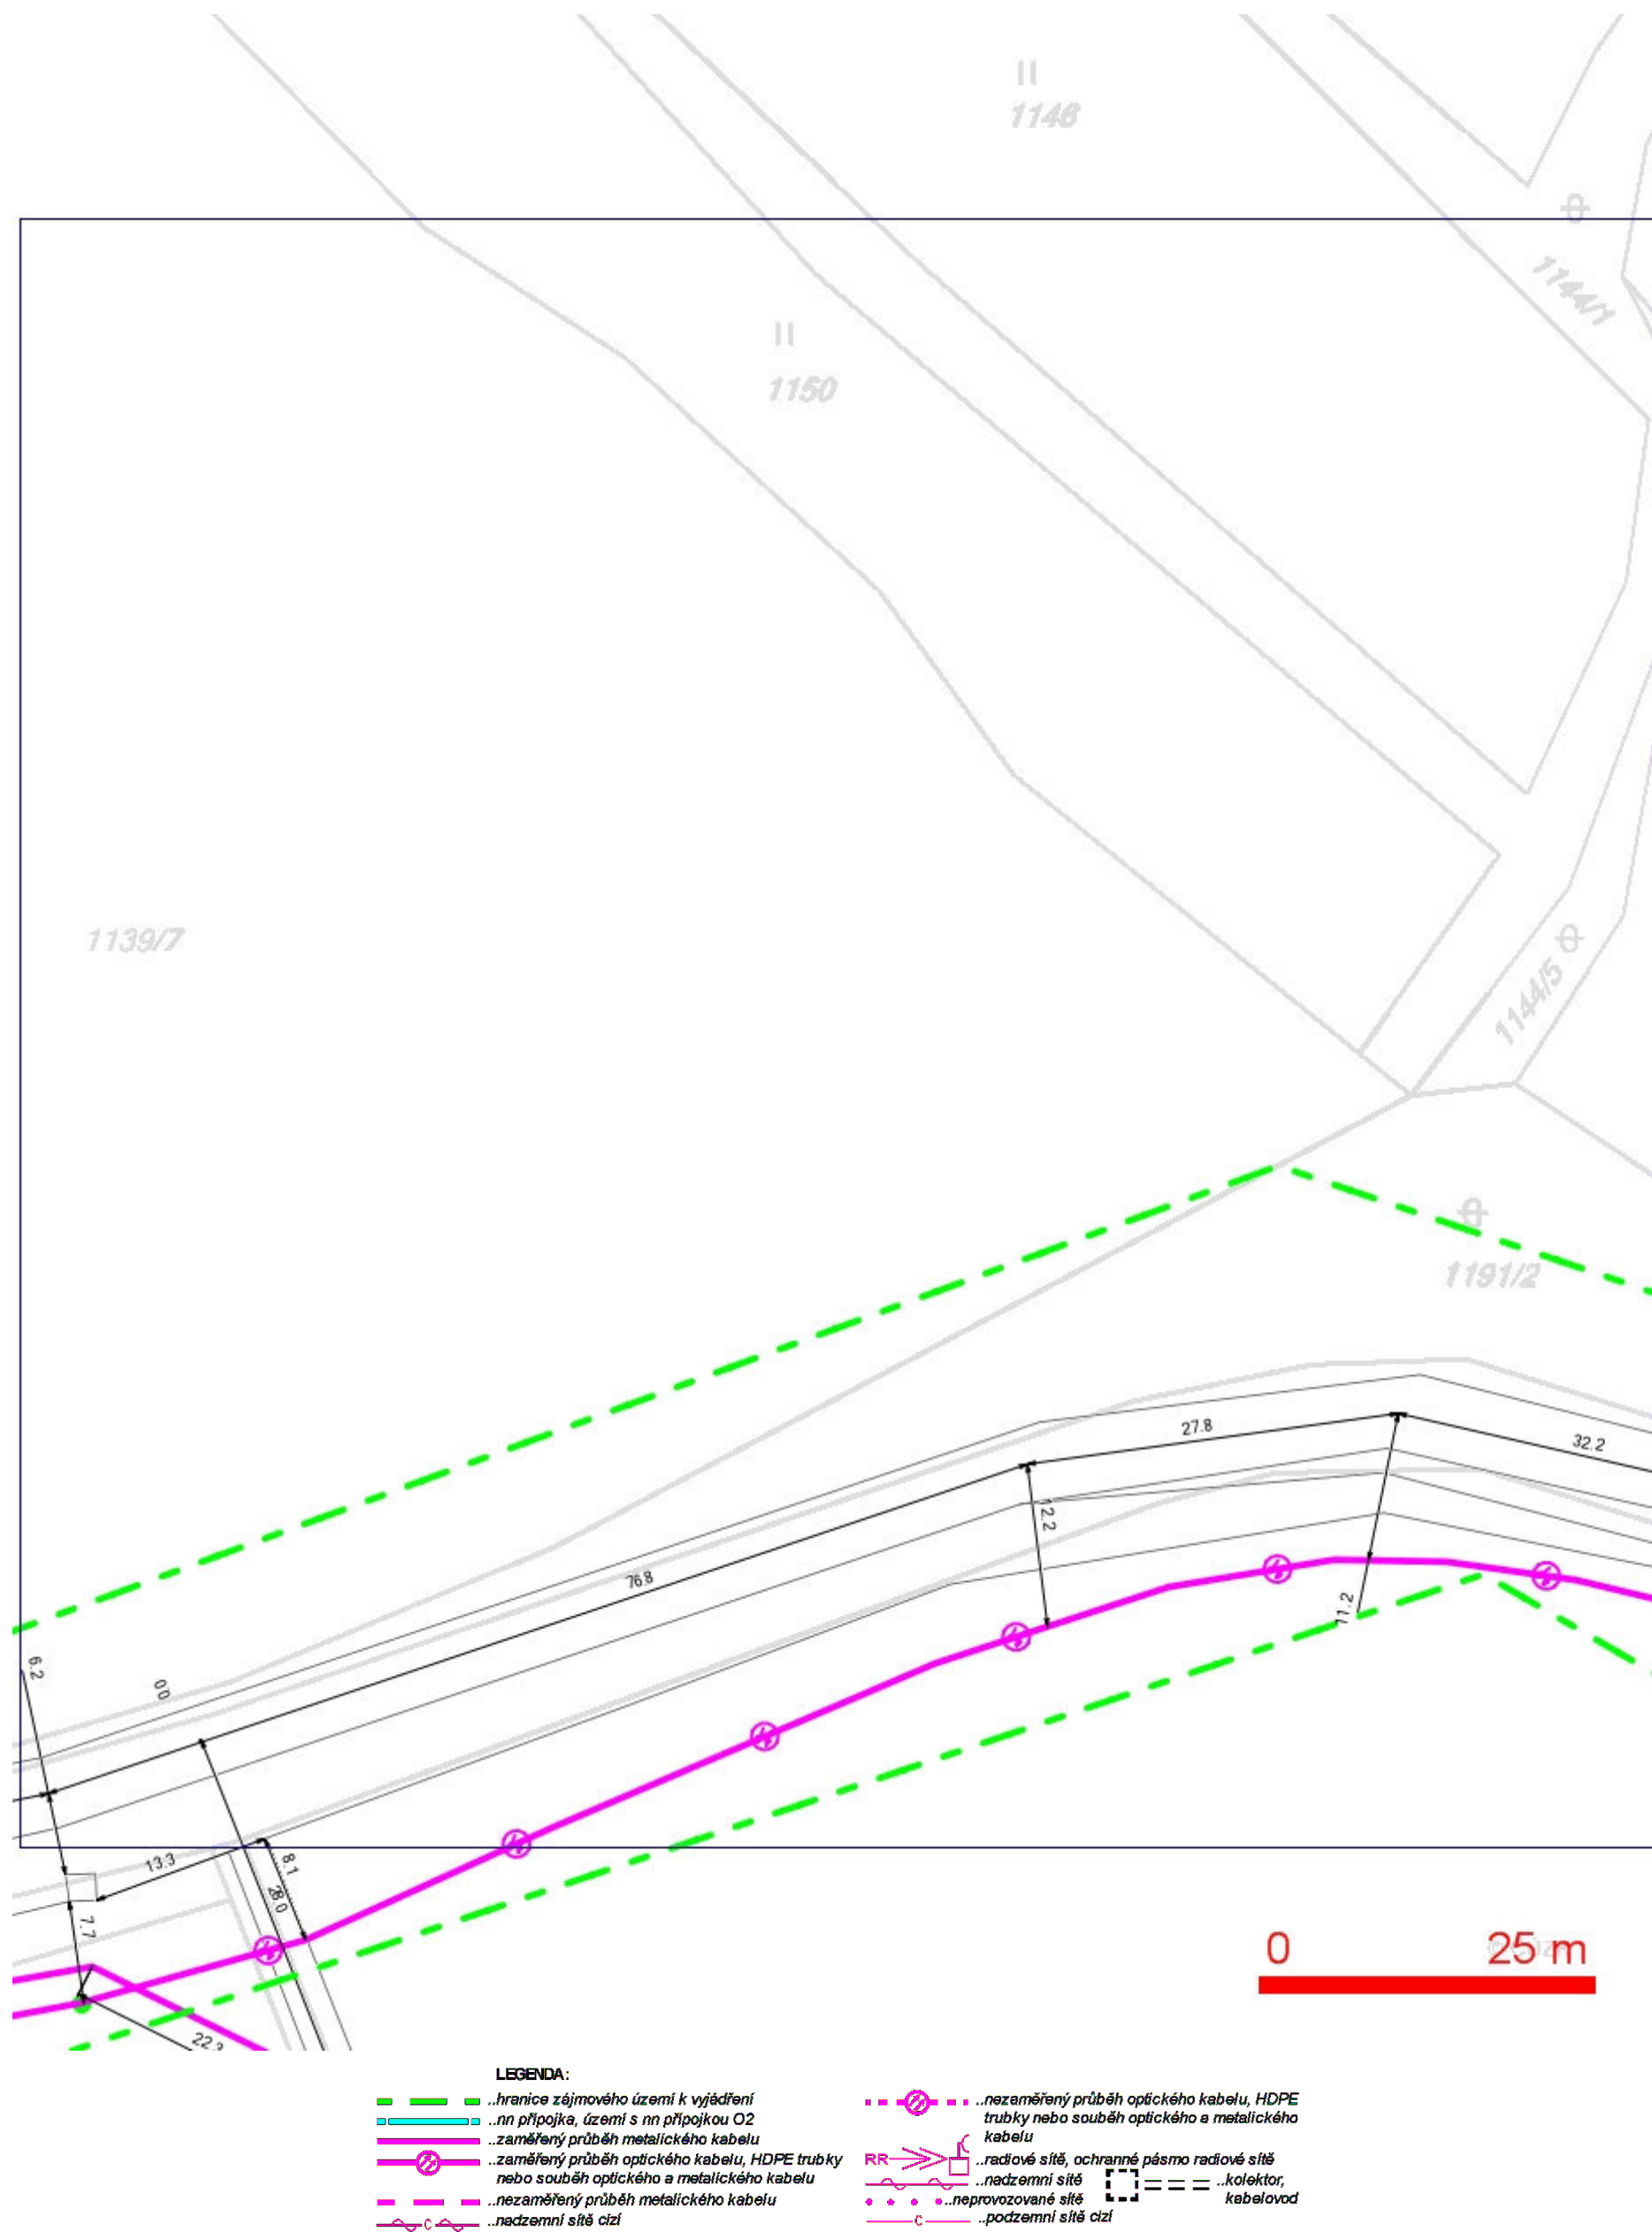 1148
1144/1
1150
1139/7
1144/5
1191/2
27.8
32.2
12.2
76.8
11.2
6.2
0.0
13.3
8.1
28.0
7.7
22.3
0 25 m
LEGENDA:
..hranice zájmového území k vyjádření
..nn přípojka, území s nn přípojkou O2
..zaměřený průběh metalického kabelu
..zaměřený průběh optického kabelu, HDPE trubky
nebo souběh optického a metalického kabelu
..nezaměřený průběh metalického kabelu
C ..nadzemní sítě cizí
..nezaměřený průběh optického kabelu, HDPE
trubky nebo souběh optického a metalického
kabelu
RR ..radiové sítě, ochranné pásmo radiové sítě
..nadzemní sítě
..kolektor,
kabelovod
..neprovozované sítě
C ..podzemní sítě cizí